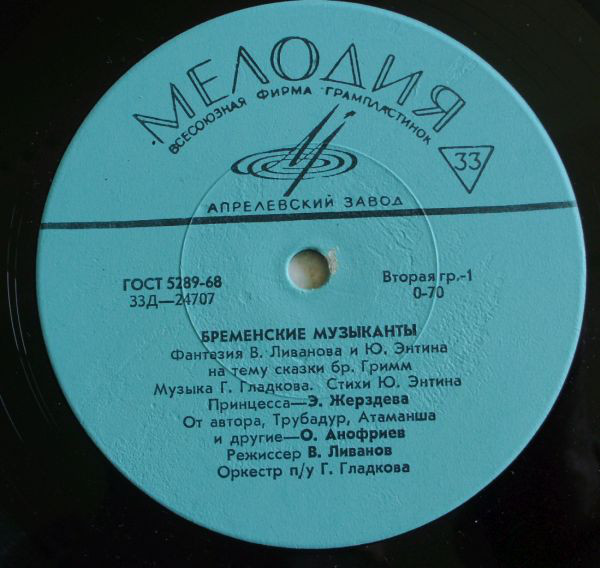 МЕЛОДИЯ
ВСЕСОЮЗНАЯ ФИРМА ГРАМПЛАСТИНОК
33
АПРЕЛЕВСКИЙ ЗАВОД
ГОСТ 5289-68
Вторая гр.-1
33Д—24707
0-70
БРЕМЕНСКИЕ МУЗЫКАНТЫ
Фантазия В. Ливанова и Ю. Энтина
на тему сказки бр. Гримм
Музыка Г. Гладкова. Стихи Ю. Энтина
Принцесса—Э. Жерздева
От автора, Трубадур, Атаманша
и другие—О. Анофриев
Режиссер В. Ливанов
Оркестр п/у Г. Гладкова